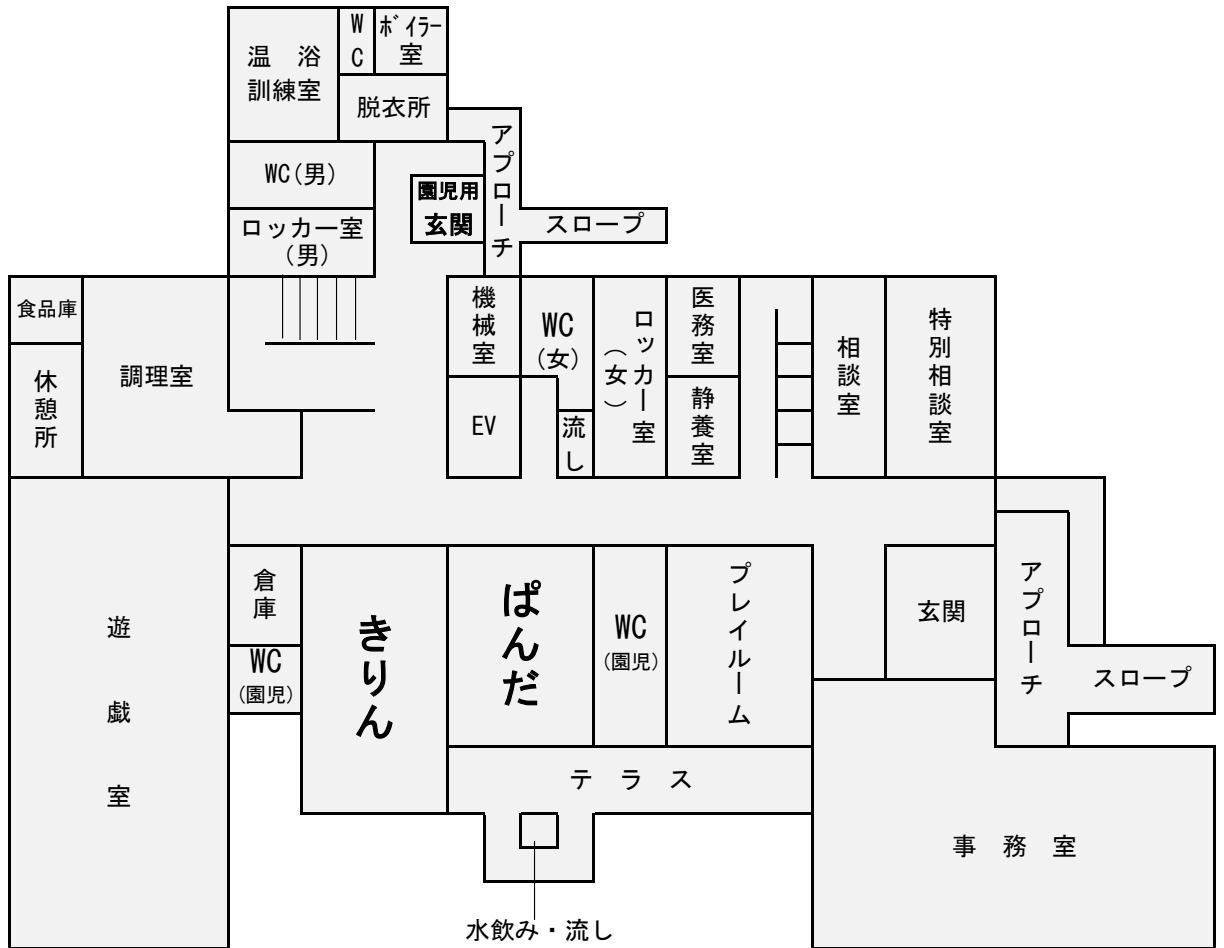 温　浴
訓練室
WC
ボイラー
室
脱衣所
アプローチ
WC(男)
園児用
玄関
スロープ
ロッカー室
(男)
食品庫
休憩所
調理室
機械室
EV
WC
(女)
流し
ロッカー室
(女)
医務室
静養室
相談室
特別相談室
遊戯室
倉庫
WC
(園児)
きりん
ぱんだ
WC
(園児)
プレイルーム
玄関
アプローチ
スロープ
テ　ラ　ス
事　務　室
水飲み・流し